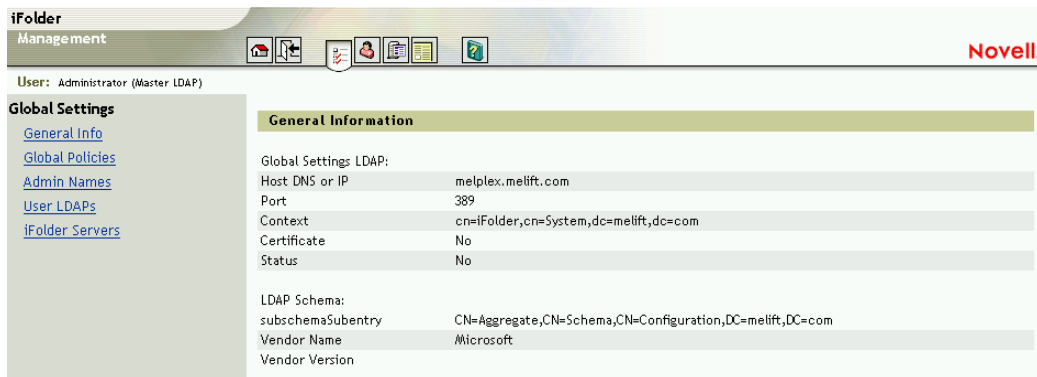 iFolder
Management
Novell
User: Administrator (Master LDAP)
Global Settings
General Info
Global Policies
Admin Names
User LDAPs
iFolder Servers
General Information
Global Settings LDAP:
Host DNS or IP melplex.melift.com
Port 389
Context cn=iFolder,cn=System,dc=melift,dc=com
Certificate No
Status No
LDAP Schema:
subschemaSubentry CN=Aggregate,CN=Schema,CN=Configuration,DC=melift,DC=com
Vendor Name Microsoft
Vendor Version